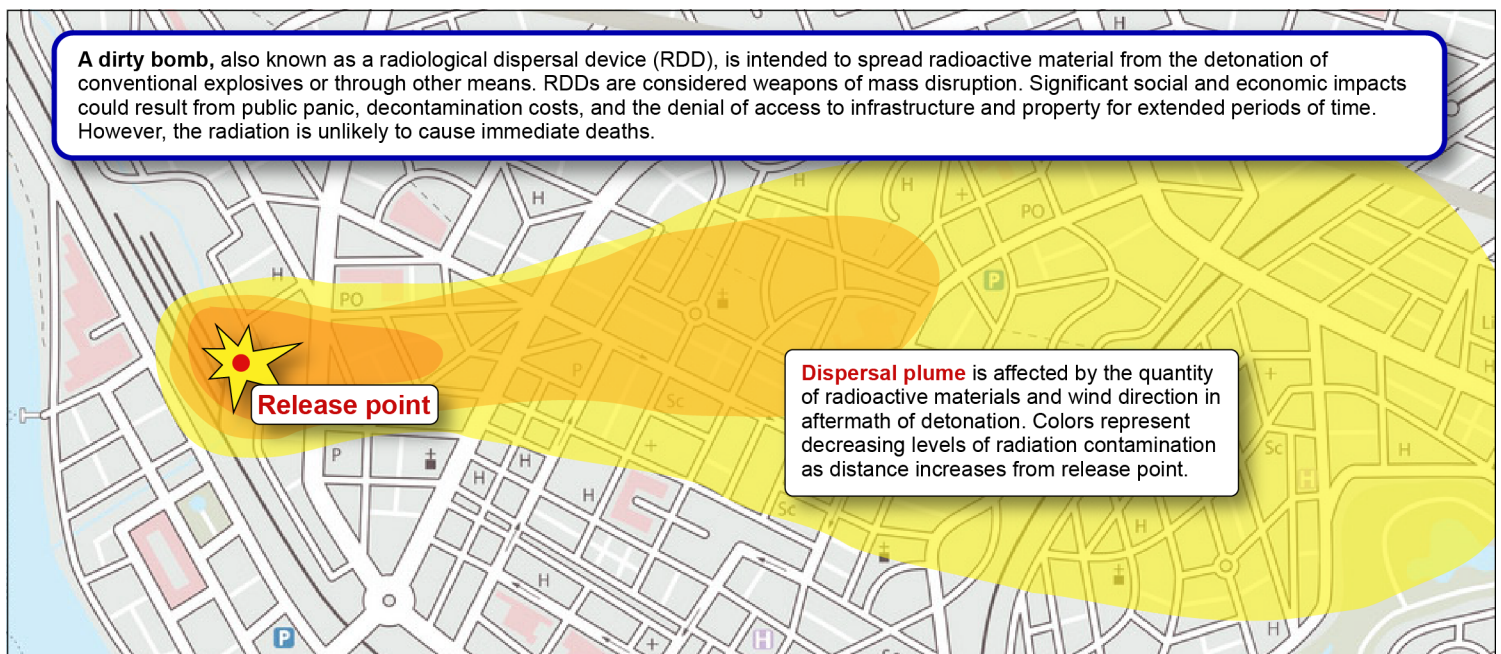 H
A dirty bomb, also known as a radiological dispersal device (RDD), is intended to spread radioactive material from the detonation of
conventional explosives or through other means. RDDs are considered weapons of mass disruption. Significant social and economic impacts
could result from public panic, decontamination costs, and the denial of access to infrastructure and property for extended periods of time.
However, the radiation is unlikely to cause immediate deaths.
H
H
H
PO
H
PO
P
Li
P
H
Dispersal plume is affected by the quantity
of radioactive materials and wind direction in
aftermath of detonation. Colors represent
decreasing levels of radiation contamination
as distance increases from release point.
Release point
Sc
P
H
H
H
Sc
H
H
Sc
H
H
P
H
H